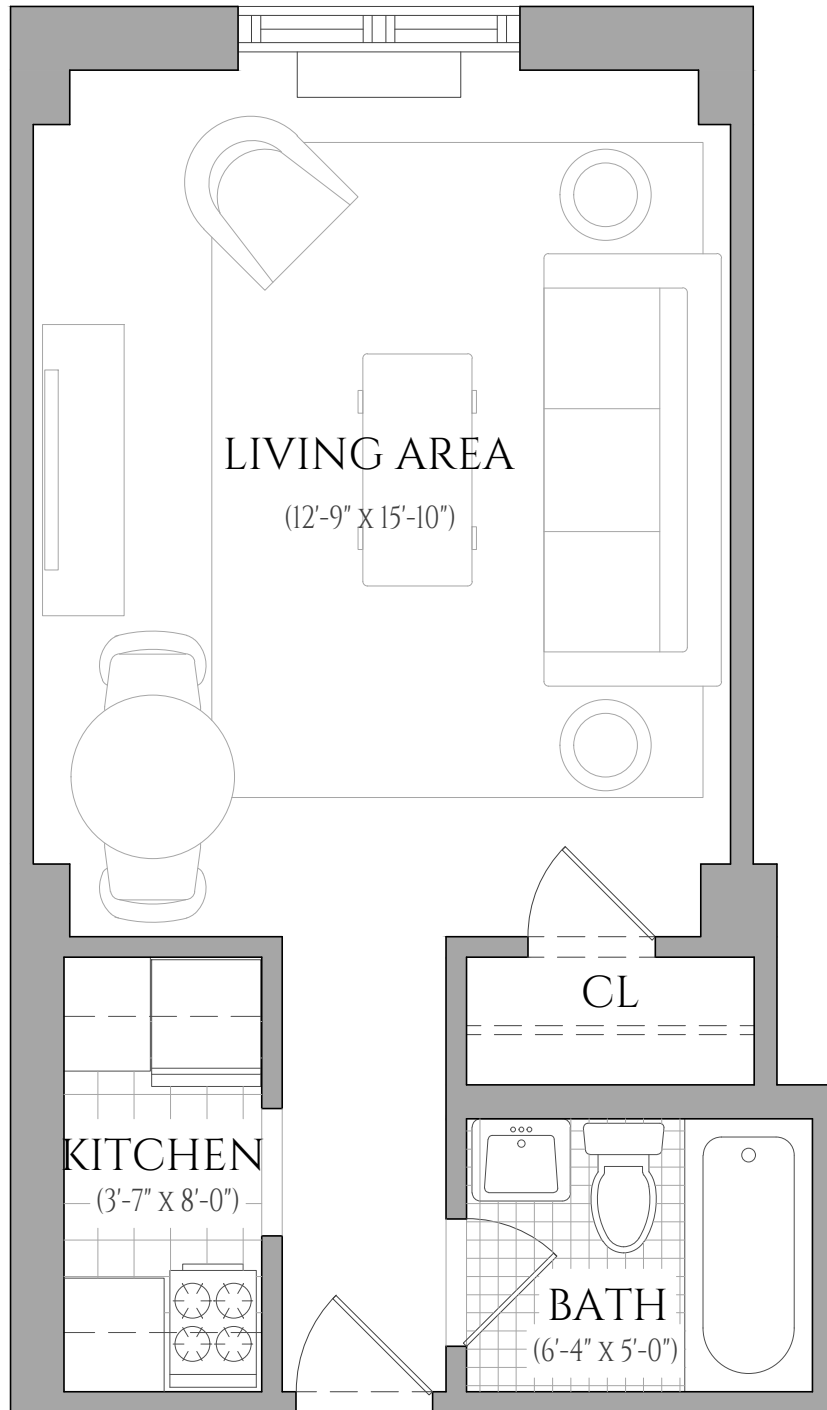 LIVING AREA
(12'-9" X 15'-10")
CL
KITCHEN
(3'-7" X 8'-0")
BATH
(6'-4" X 5'-0")